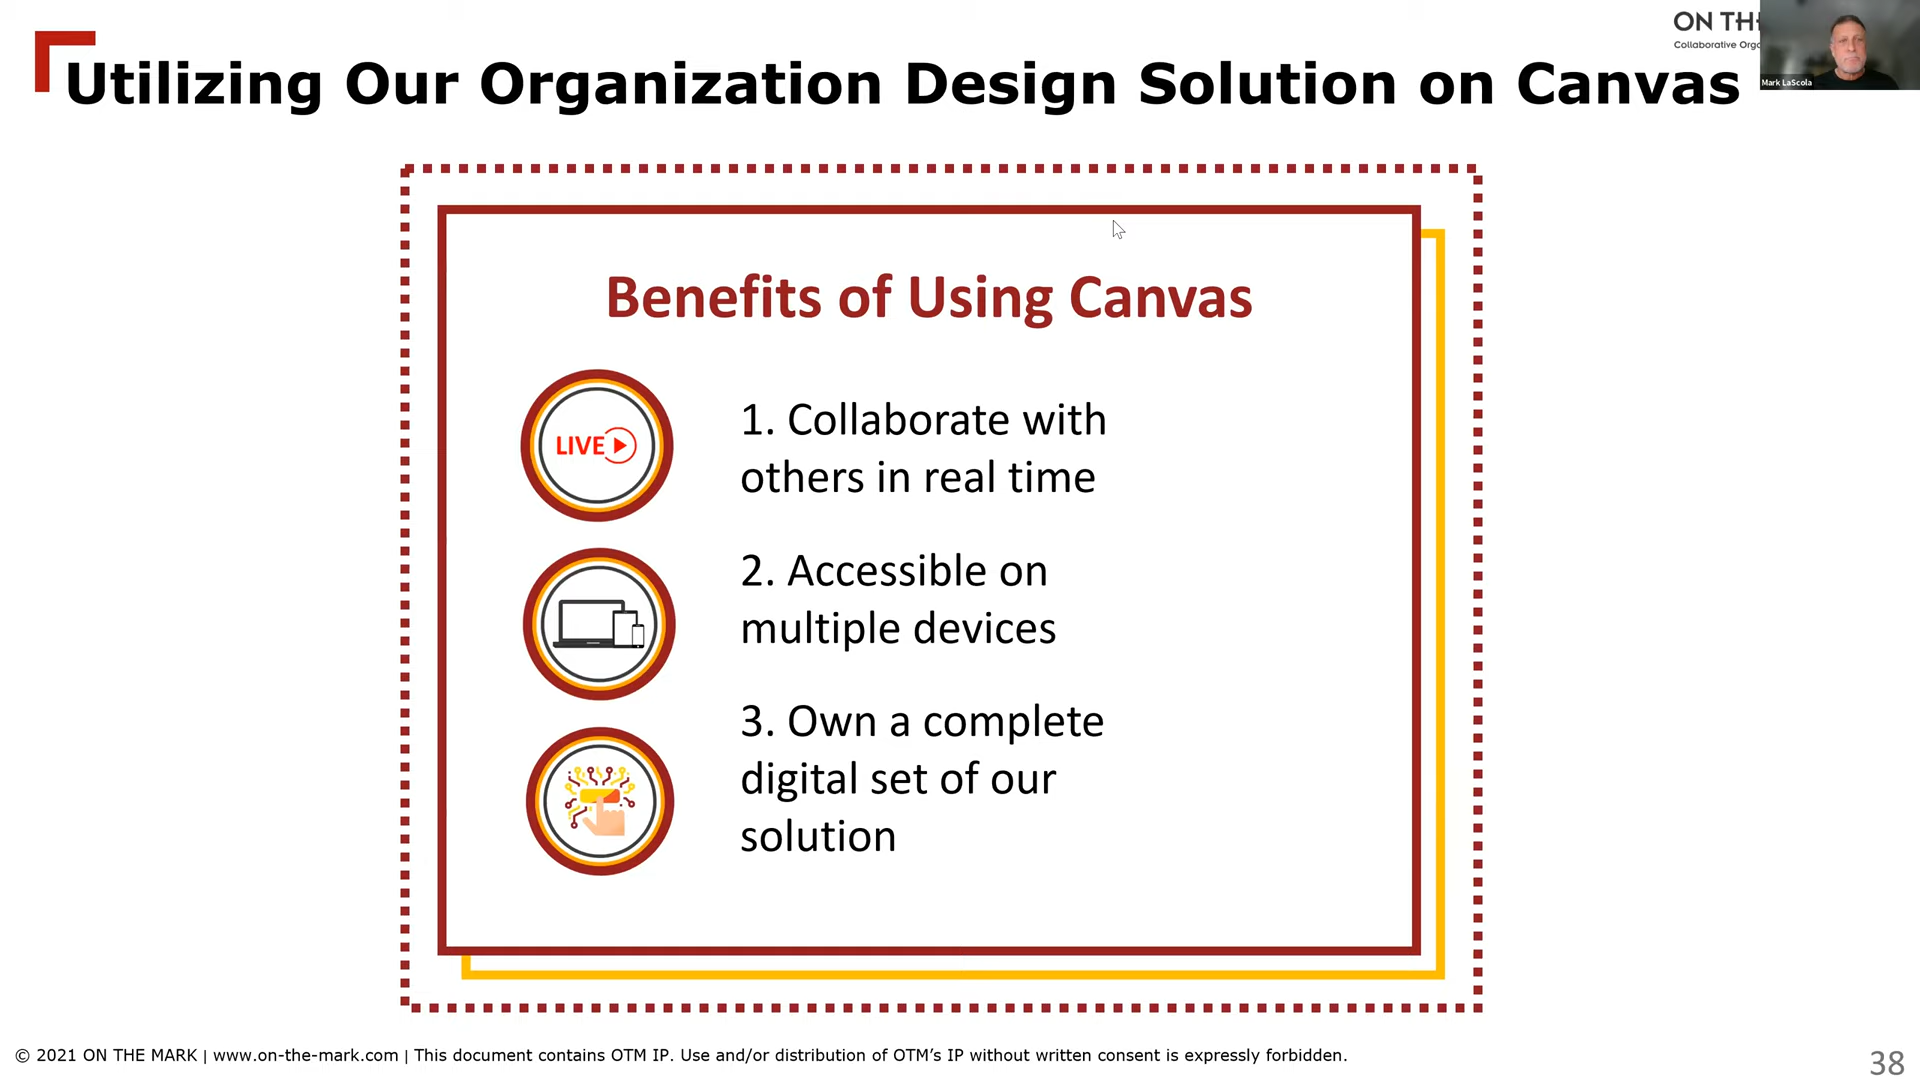 ON TH
Collaborative Orgo
Mark LaScola
Utilizing Our Organization Design Solution on Canvas
Benefits of Using Canvas
LIVE
1. Collaborate with
others in real time
2. Accessible on
multiple devices
3. Own a complete
digital set of our
solution
© 2021 ON THE MARK | www.on-the-mark.com | This document contains OTM IP. Use and/or distribution of OTM’s IP without written consent is expressly forbidden.
38